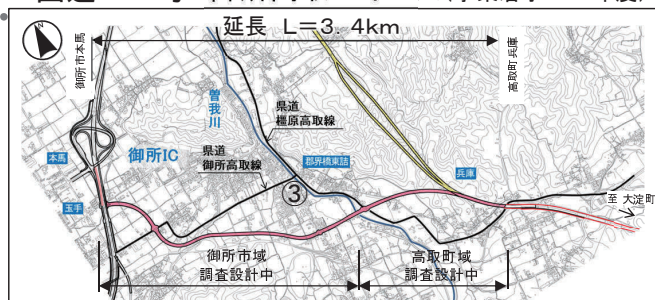 延長 L=3. 4km
御所市本馬
高取町兵庫
曽我川
県道
橿原高取線
本馬
御所IC
県道
御所高取線
郡界橋東詰
兵庫
玉手
③
至 大淀町
御所市域
調査設計中
高取町域
調査設計中